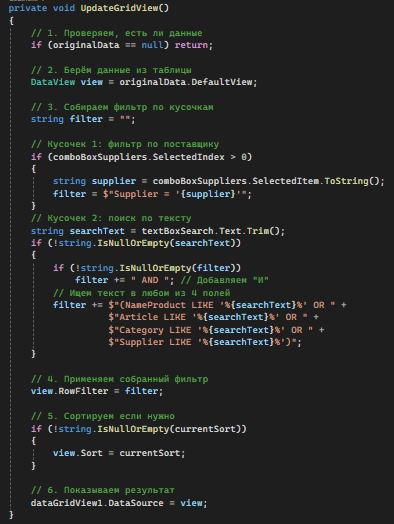 private void UpdateGridView()
{
    // 1. Проверяем, есть ли данные
    if (originalData == null) return;

    // 2. Берём данные из таблицы
    DataView view = originalData.DefaultView;

    // 3. Собираем фильтр по кусочкам
    string filter = "";

    // Кусочек 1: фильтр по поставщику
    if (comboBoxSuppliers.SelectedIndex > 0)
    {
        string supplier = comboBoxSuppliers.SelectedItem.ToString();
        filter = $"Supplier = '{supplier}'";
    }
    // Кусочек 2: поиск по тексту
    string searchText = textBoxSearch.Text.Trim();
    if (!string.IsNullOrEmpty(searchText))
    {
        if (!string.IsNullOrEmpty(filter))
            filter += " AND "; // Добавляем "И"
        // Ищем текст в любом из 4 полей
        filter += $"(NameProduct LIKE '%{searchText}%' OR " +
                  $"Article LIKE '%{searchText}%' OR " +
                  $"Category LIKE '%{searchText}%' OR " +
                  $"Supplier LIKE '%{searchText}%')";
    }

    // 4. Применяем собранный фильтр
    view.RowFilter = filter;

    // 5. Сортируем если нужно
    if (!string.IsNullOrEmpty(currentSort))
    {
        view.Sort = currentSort;
    }

    // 6. Показываем результат
    dataGridView1.DataSource = view;
}